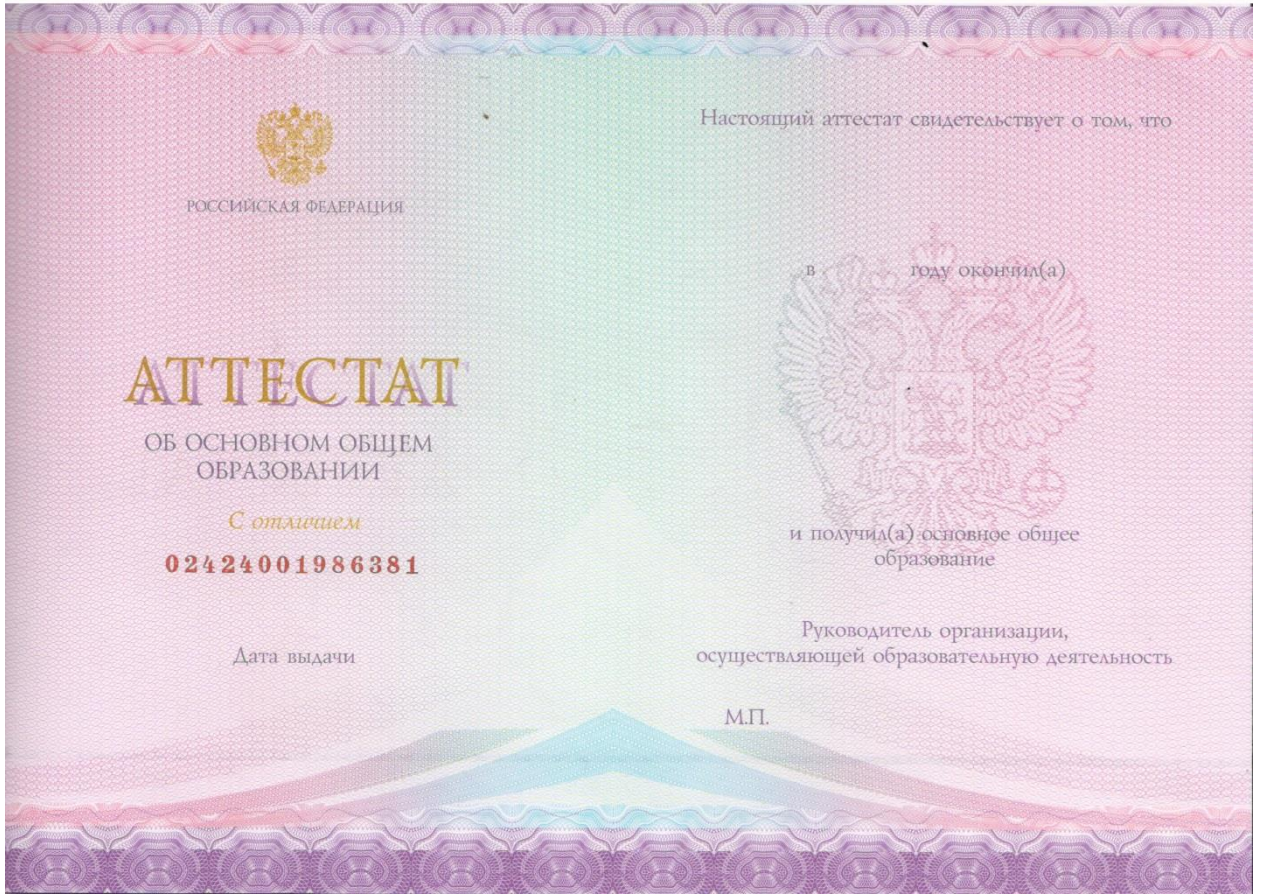 РОССИЙСКАЯ ФЕДЕРАЦИЯ
АТТЕСТАТ
ОБ ОСНОВНОМ ОБЩЕМ
ОБРАЗОВАНИИ
С отличием
02424001986381
Дата выдачи
Настоящий аттестат свидетельствует о том, что
в году окончил(а)
и получил(а) основное общее
образование
Руководитель организации,
осуществляющей образовательную деятельность
М.П.